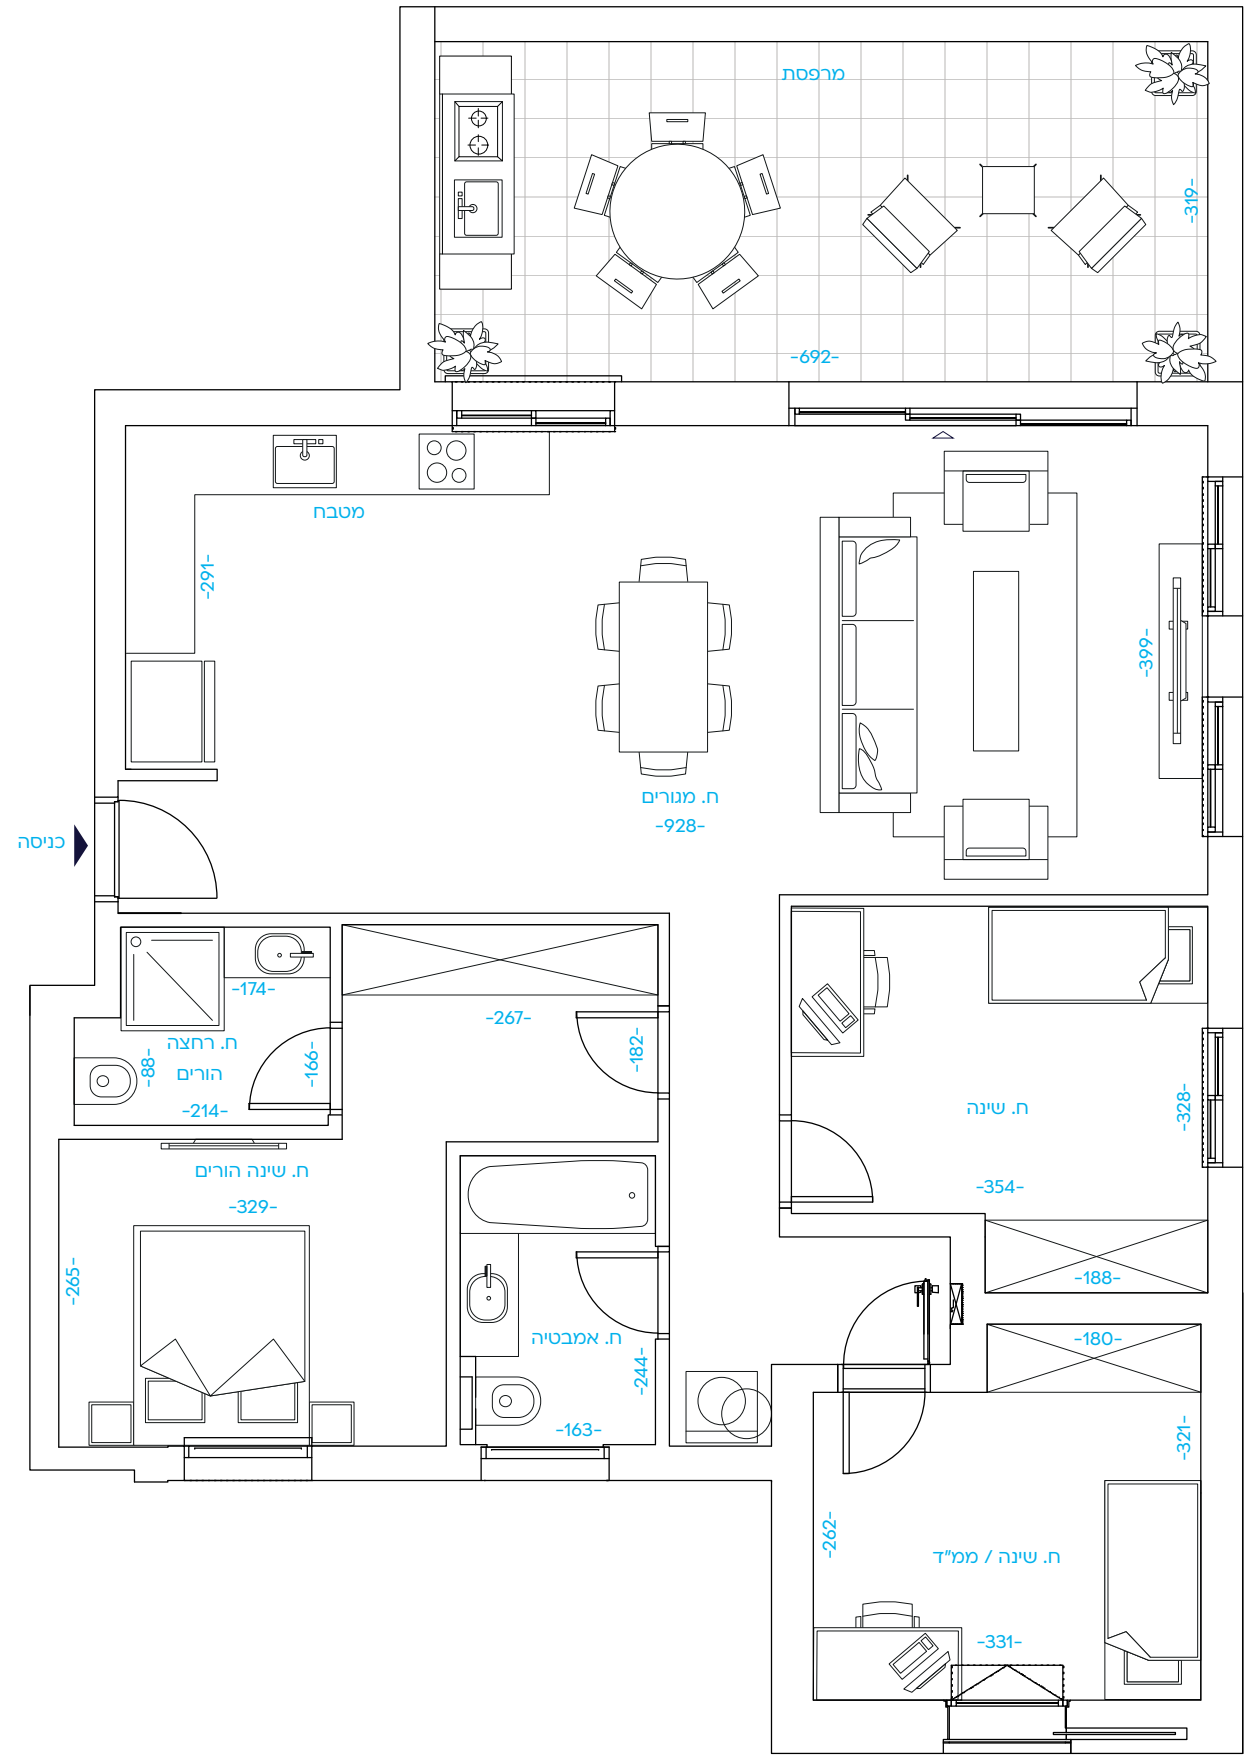 מרפסת
-319-
-692-
מטבח
-291-
-399-
ח. מגורים
-928-
כניסה
-174-
-267-
ח. רחצה
הורים
-88-
-166-
-182-
-214-
ח. שינה
-328-
-354-
ח. שינה הורים
-329-
-265-
-188-
ח. אמבטיה
-244-
-163-
-180-
-321-
-262-
ח. שינה / ממ"ד
-331-